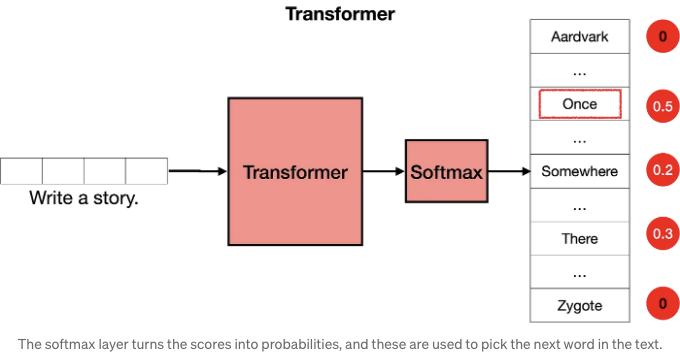 Transformer
Aardvark 0
...
Once 0.5
...
Transformer Softmax Somewhere 0.2
Write a story.
...
There 0.3
...
Zygote 0
The softmax layer turns the scores into probabilities, and these are used to pick the next word in the text.